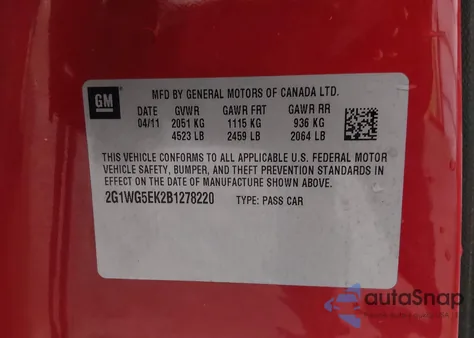 GM
MFD BY GENERAL MOTORS OF CANADA LTD.
DATE GVWR GAWR FRT GAWR RR
04/11 2051 KG 1115 KG 936 KG
4523 LB 2459 LB 2064 LB
THIS VEHICLE CONFORMS TO ALL APPLICABLE U.S. FEDERAL MOTOR
VEHICLE SAFETY, BUMPER, AND THEFT PREVENTION STANDARDS IN
EFFECT ON THE DATE OF MANUFACTURE SHOWN ABOVE.
2G1WG5EK2B1278220 TYPE: PASS CAR
autoSnap